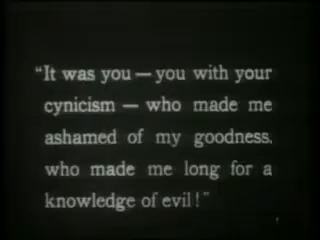 "It was you — you with your
cynicism — who made me
ashamed of my goodness,
who made me long for a
knowledge of evil!"